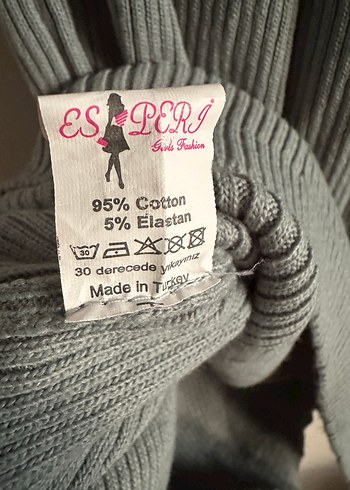 ES PERİ
Girls Fashion
95% Cotton
5% Elastan
30
30 derecede yıkayınız
Made in Turkey